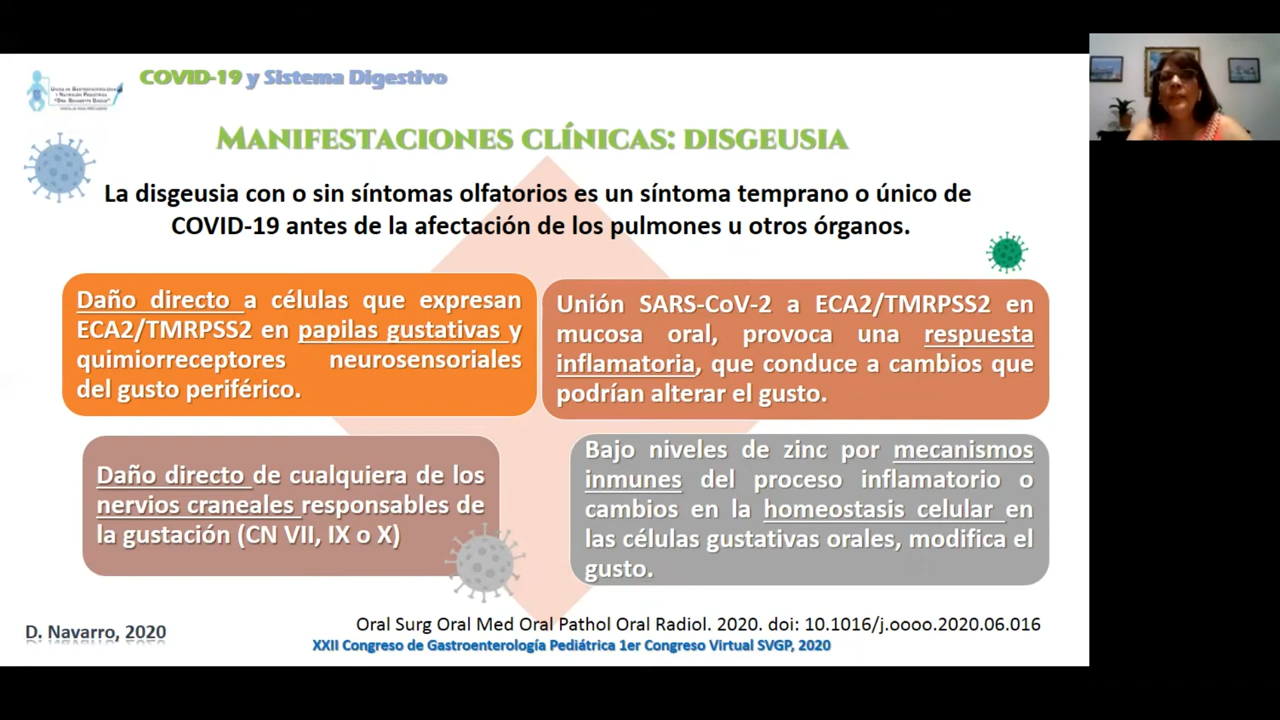 COVID-19 y Sistema Digestivo
UNIDAD DE GASTROENTEROLOGÍA
Y NUTRICIÓN PEDIÁTRICA
MANIFESTACIONES CLÍNICAS: DISGEUSIA
La disgeusia con o sin síntomas olfatorios es un síntoma temprano o único de
COVID-19 antes de la afectación de los pulmones u otros órganos.
Daño directo a células que expresan
ECA2/TMRPSS2 en papilas gustativas y
quimiorreceptores neurosensoriales
del gusto periférico.
Unión SARS-CoV-2 a ECA2/TMRPSS2 en
mucosa oral, provoca una respuesta
inflamatoria, que conduce a cambios que
podrían alterar el gusto.
Daño directo de cualquiera de los
nervios craneales responsables de
la gustación (CN VII, IX o X)
Bajo niveles de zinc por mecanismos
inmunes del proceso inflamatorio o
cambios en la homeostasis celular en
las células gustativas orales, modifica el
gusto.
Oral Surg Oral Med Oral Pathol Oral Radiol. 2020. doi: 10.1016/j.oooo.2020.06.016
D. Navarro, 2020
XXII Congreso de Gastroenterología Pediátrica 1er Congreso Virtual SVGP, 2020